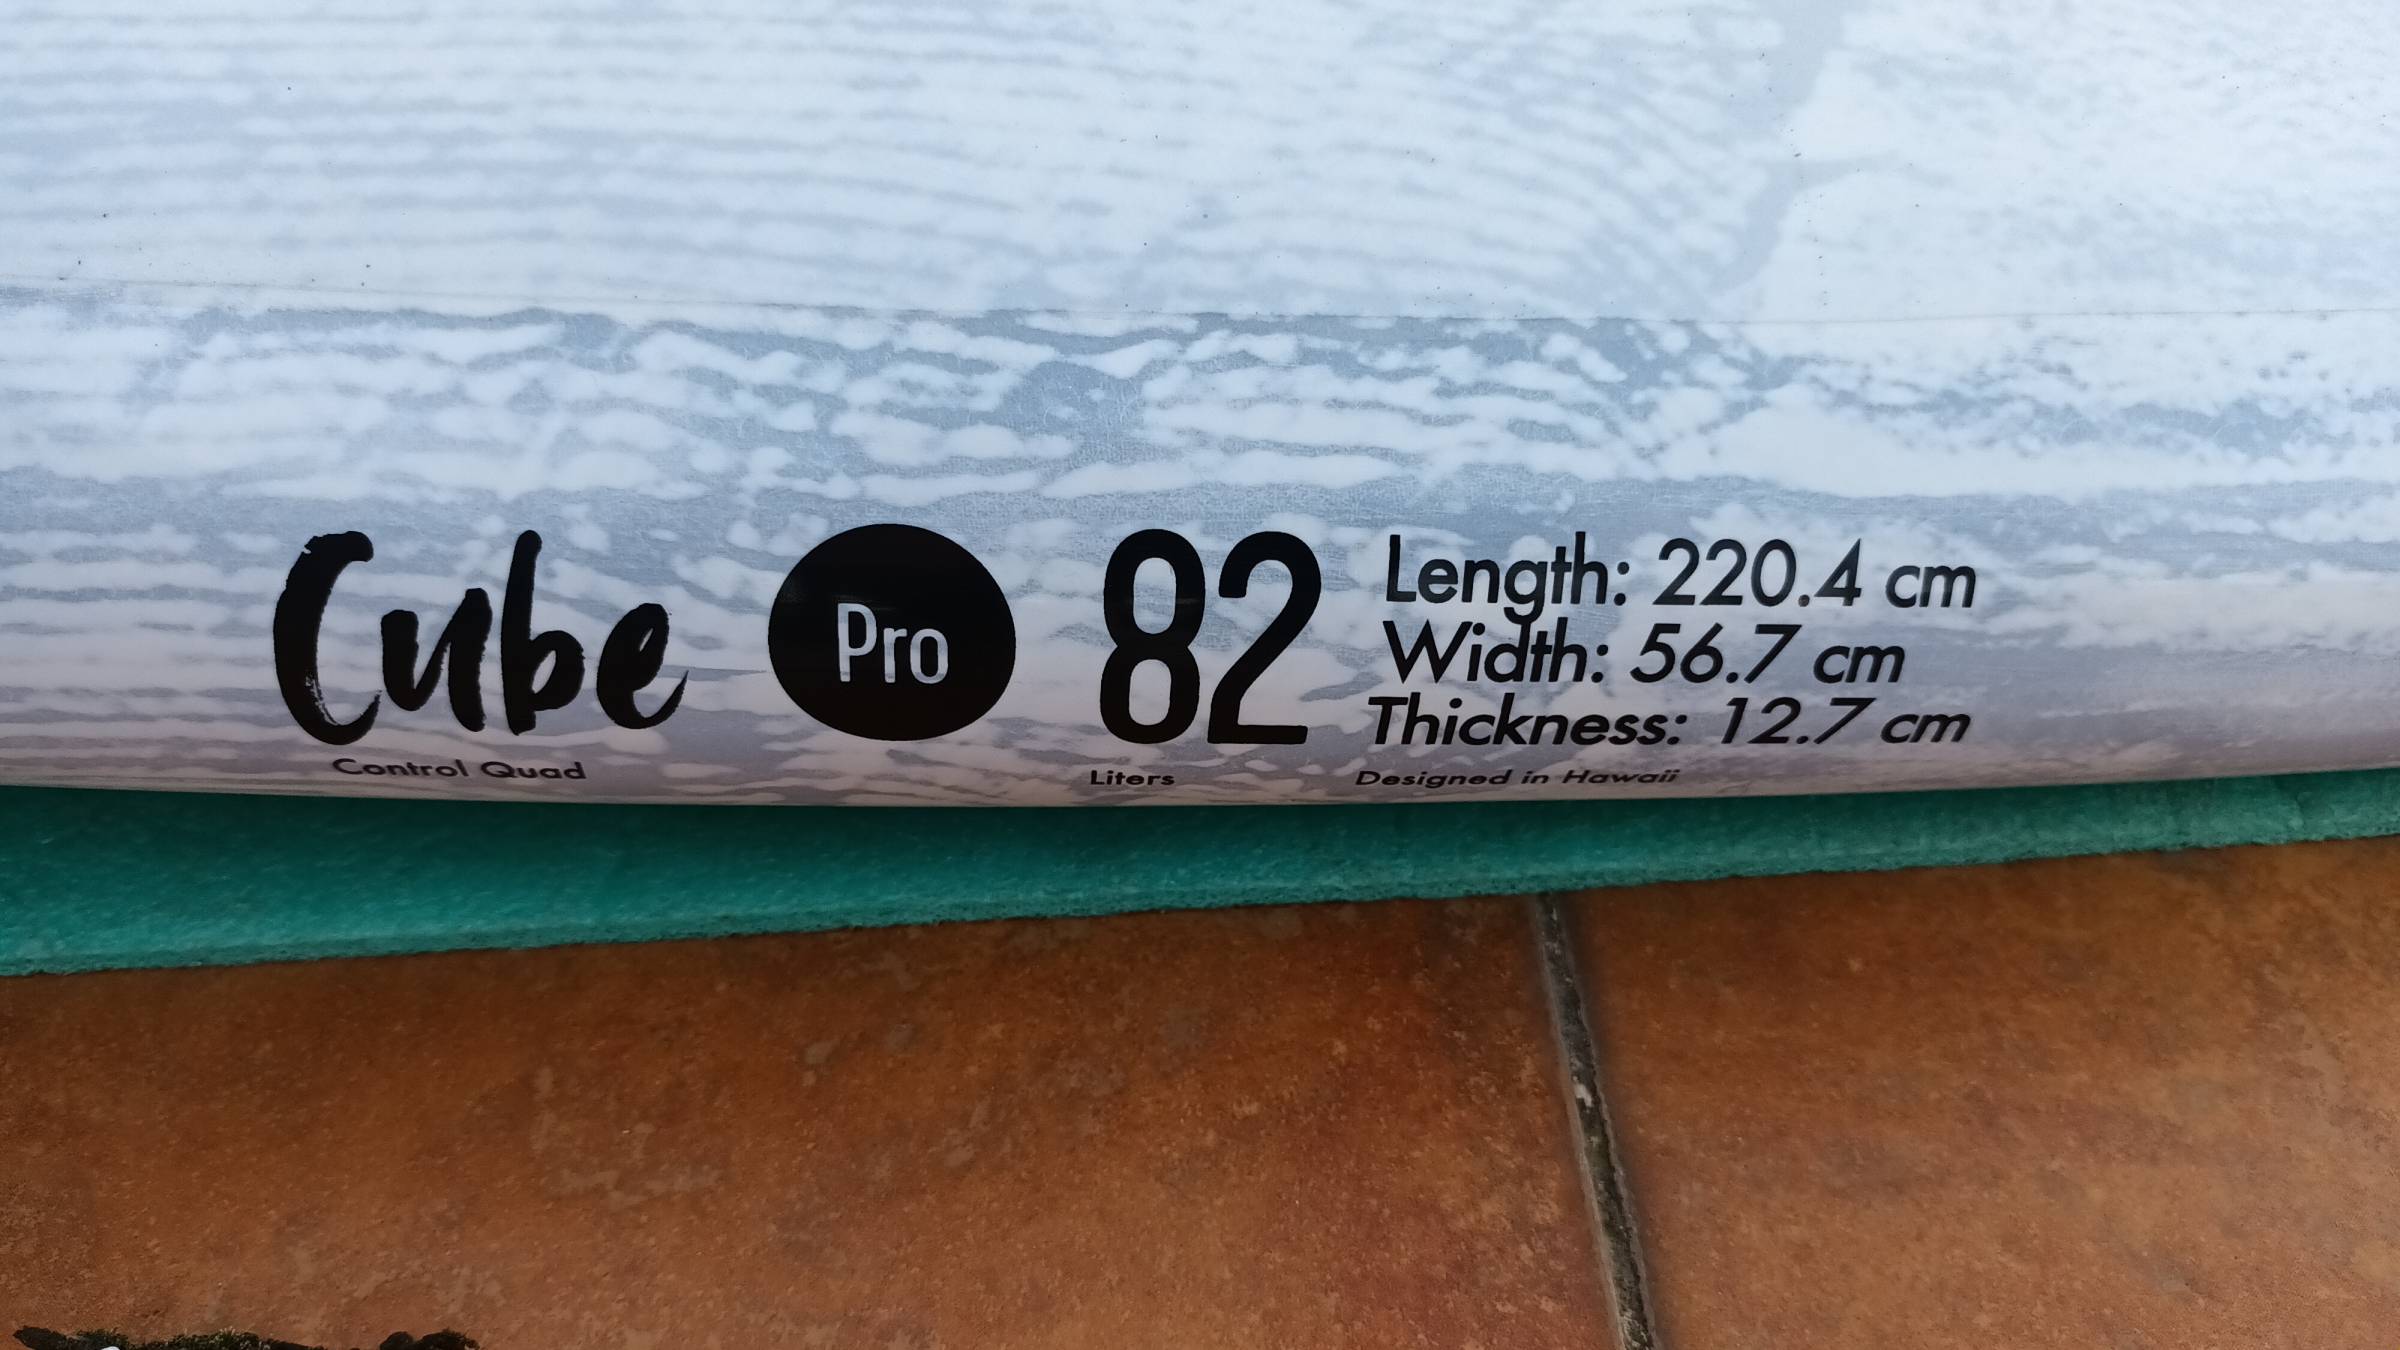 Cube Pro 82
Length: 220.4 cm
Width: 56.7 cm
Thickness: 12.7 cm
Control Quad
Liters
Designed in Hawaii